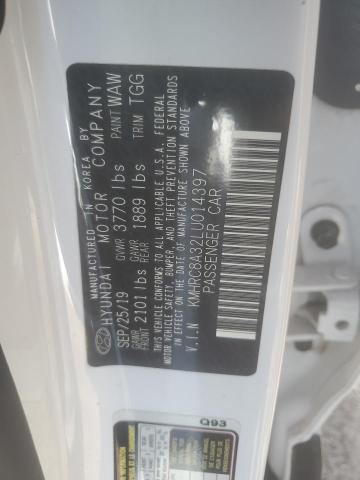 MANUFACTURED IN KOREA BY
HYUNDAI MOTOR COMPANY
SEP/25/19 GVWR 3770 lbs PAINT WAW
GAWR FRONT 2101 lbs GAWR REAR 1889 lbs TRIM TGG
THIS VEHICLE CONFORMS TO ALL APPLICABLE U.S.A. FEDERAL
MOTOR VEHICLE SAFETY, BUMPER, AND THEFT PREVENTION STANDARDS
IN EFFECT ON THE DATE OF MANUFACTURE SHOWN ABOVE.
V.I.N KMHRC8A32LU014397
PASSENGER CAR
Q93